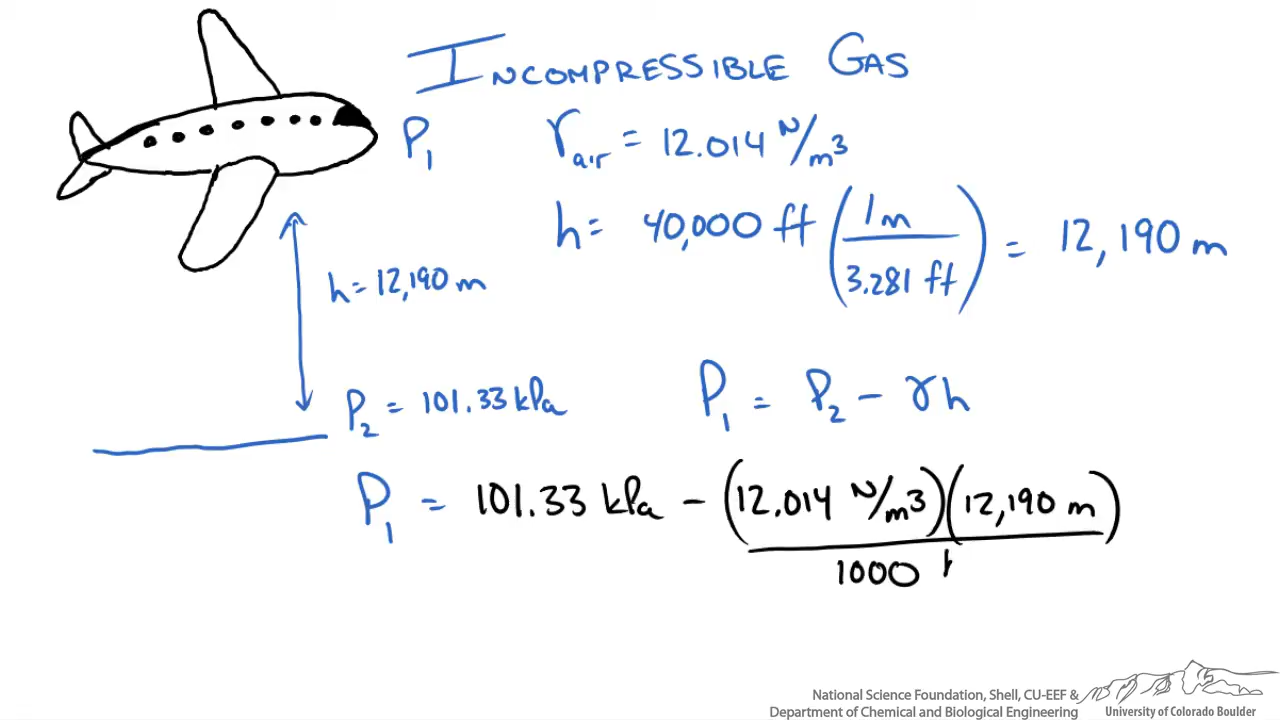 INCOMPRESSIBLE GAS
P₁
γair = 12.014 N/m³
h = 40,000 ft (1m / 3.281 ft) = 12,190 m
h = 12,190 m
P₂ = 101.33 kPa
P₁ = P₂ − γh
P₁ = 101.33 kPa − (12.014 N/m³)(12,190 m)
1000
National Science Foundation, Shell, CU-EEF &
Department of Chemical and Biological Engineering
University of Colorado Boulder